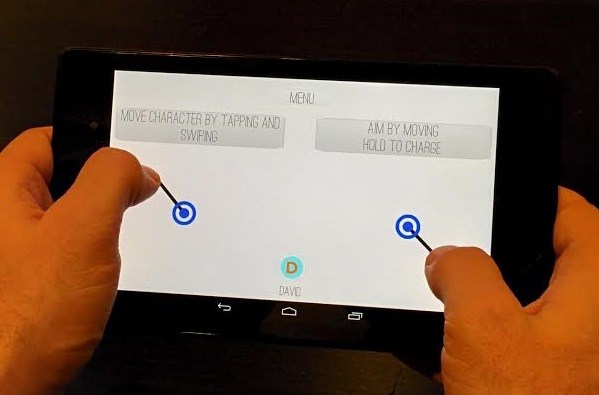 MENU
MOVE CHARACTER BY TAPPING AND
SWIPING
AIM BY MOVING
HOLD TO CHARGE
D
DAVID